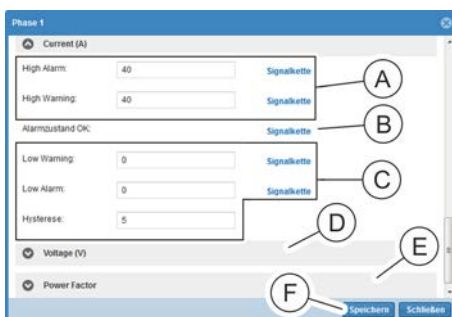 Phase 1
Current (A)
High Alarm: 40 Signalkette
A
High Warning: 40 Signalkette
Alarmzustand OK: Signalkette
B
Low Warning: 0 Signalkette
C
Low Alarm: 0 Signalkette
Hysterese: 5
D
Voltage (V)
E
Power Factor
F
Speichern Schließen